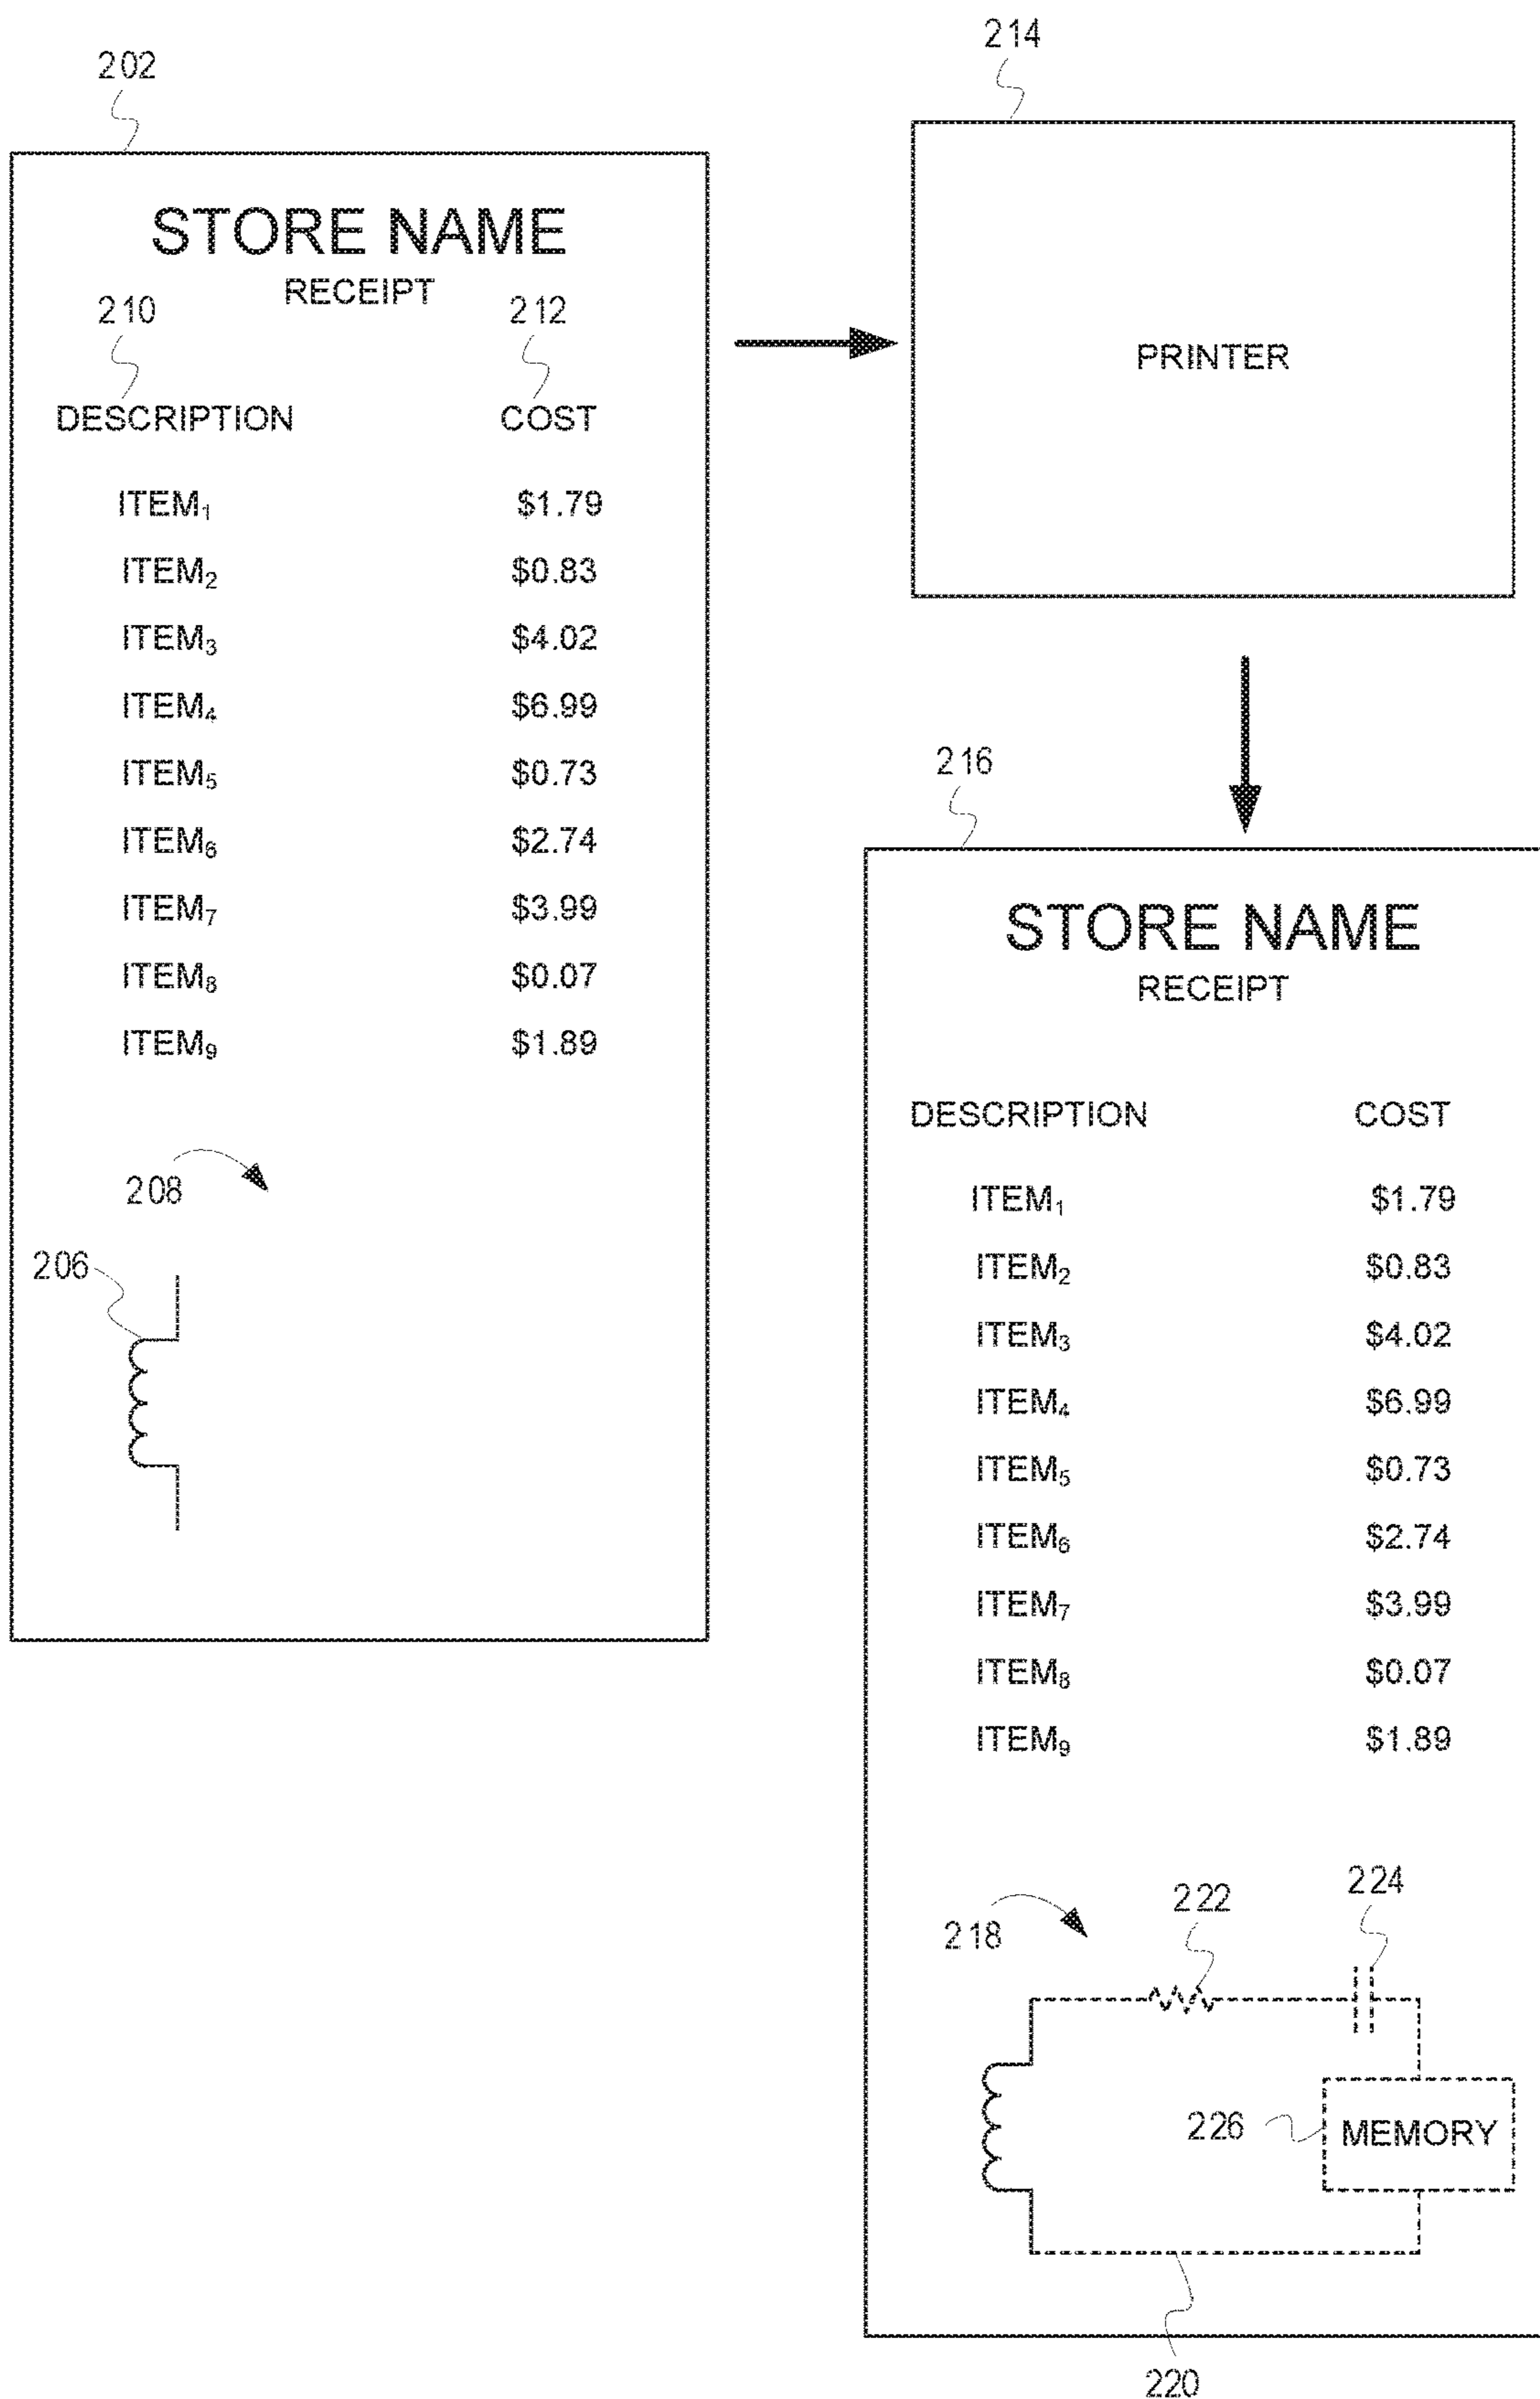 202
STORE NAME
RECEIPT
210 212
DESCRIPTION COST
ITEM₁ $1.79
ITEM₂ $0.83
ITEM₃ $4.02
ITEM₄ $6.99
ITEM₅ $0.73
ITEM₆ $2.74
ITEM₇ $3.99
ITEM₈ $0.07
ITEM₉ $1.89
208
206
214
PRINTER
216
STORE NAME
RECEIPT
DESCRIPTION COST
ITEM₁ $1.79
ITEM₂ $0.83
ITEM₃ $4.02
ITEM₄ $6.99
ITEM₅ $0.73
ITEM₆ $2.74
ITEM₇ $3.99
ITEM₈ $0.07
ITEM₉ $1.89
218 222 224
226 MEMORY
220